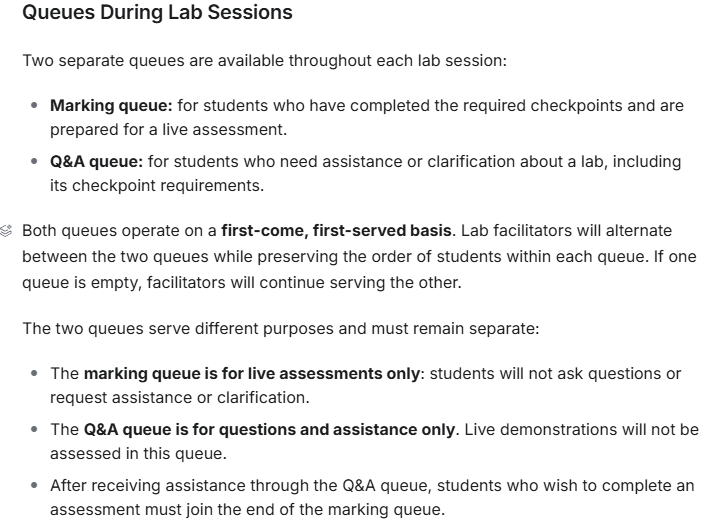 Queues During Lab Sessions
Two separate queues are available throughout each lab session:
Marking queue: for students who have completed the required checkpoints and are
prepared for a live assessment.
Q&A queue: for students who need assistance or clarification about a lab, including
its checkpoint requirements.
Both queues operate on a first-come, first-served basis. Lab facilitators will alternate
between the two queues while preserving the order of students within each queue. If one
queue is empty, facilitators will continue serving the other.
The two queues serve different purposes and must remain separate:
The marking queue is for live assessments only: students will not ask questions or
request assistance or clarification.
The Q&A queue is for questions and assistance only. Live demonstrations will not be
assessed in this queue.
After receiving assistance through the Q&A queue, students who wish to complete an
assessment must join the end of the marking queue.